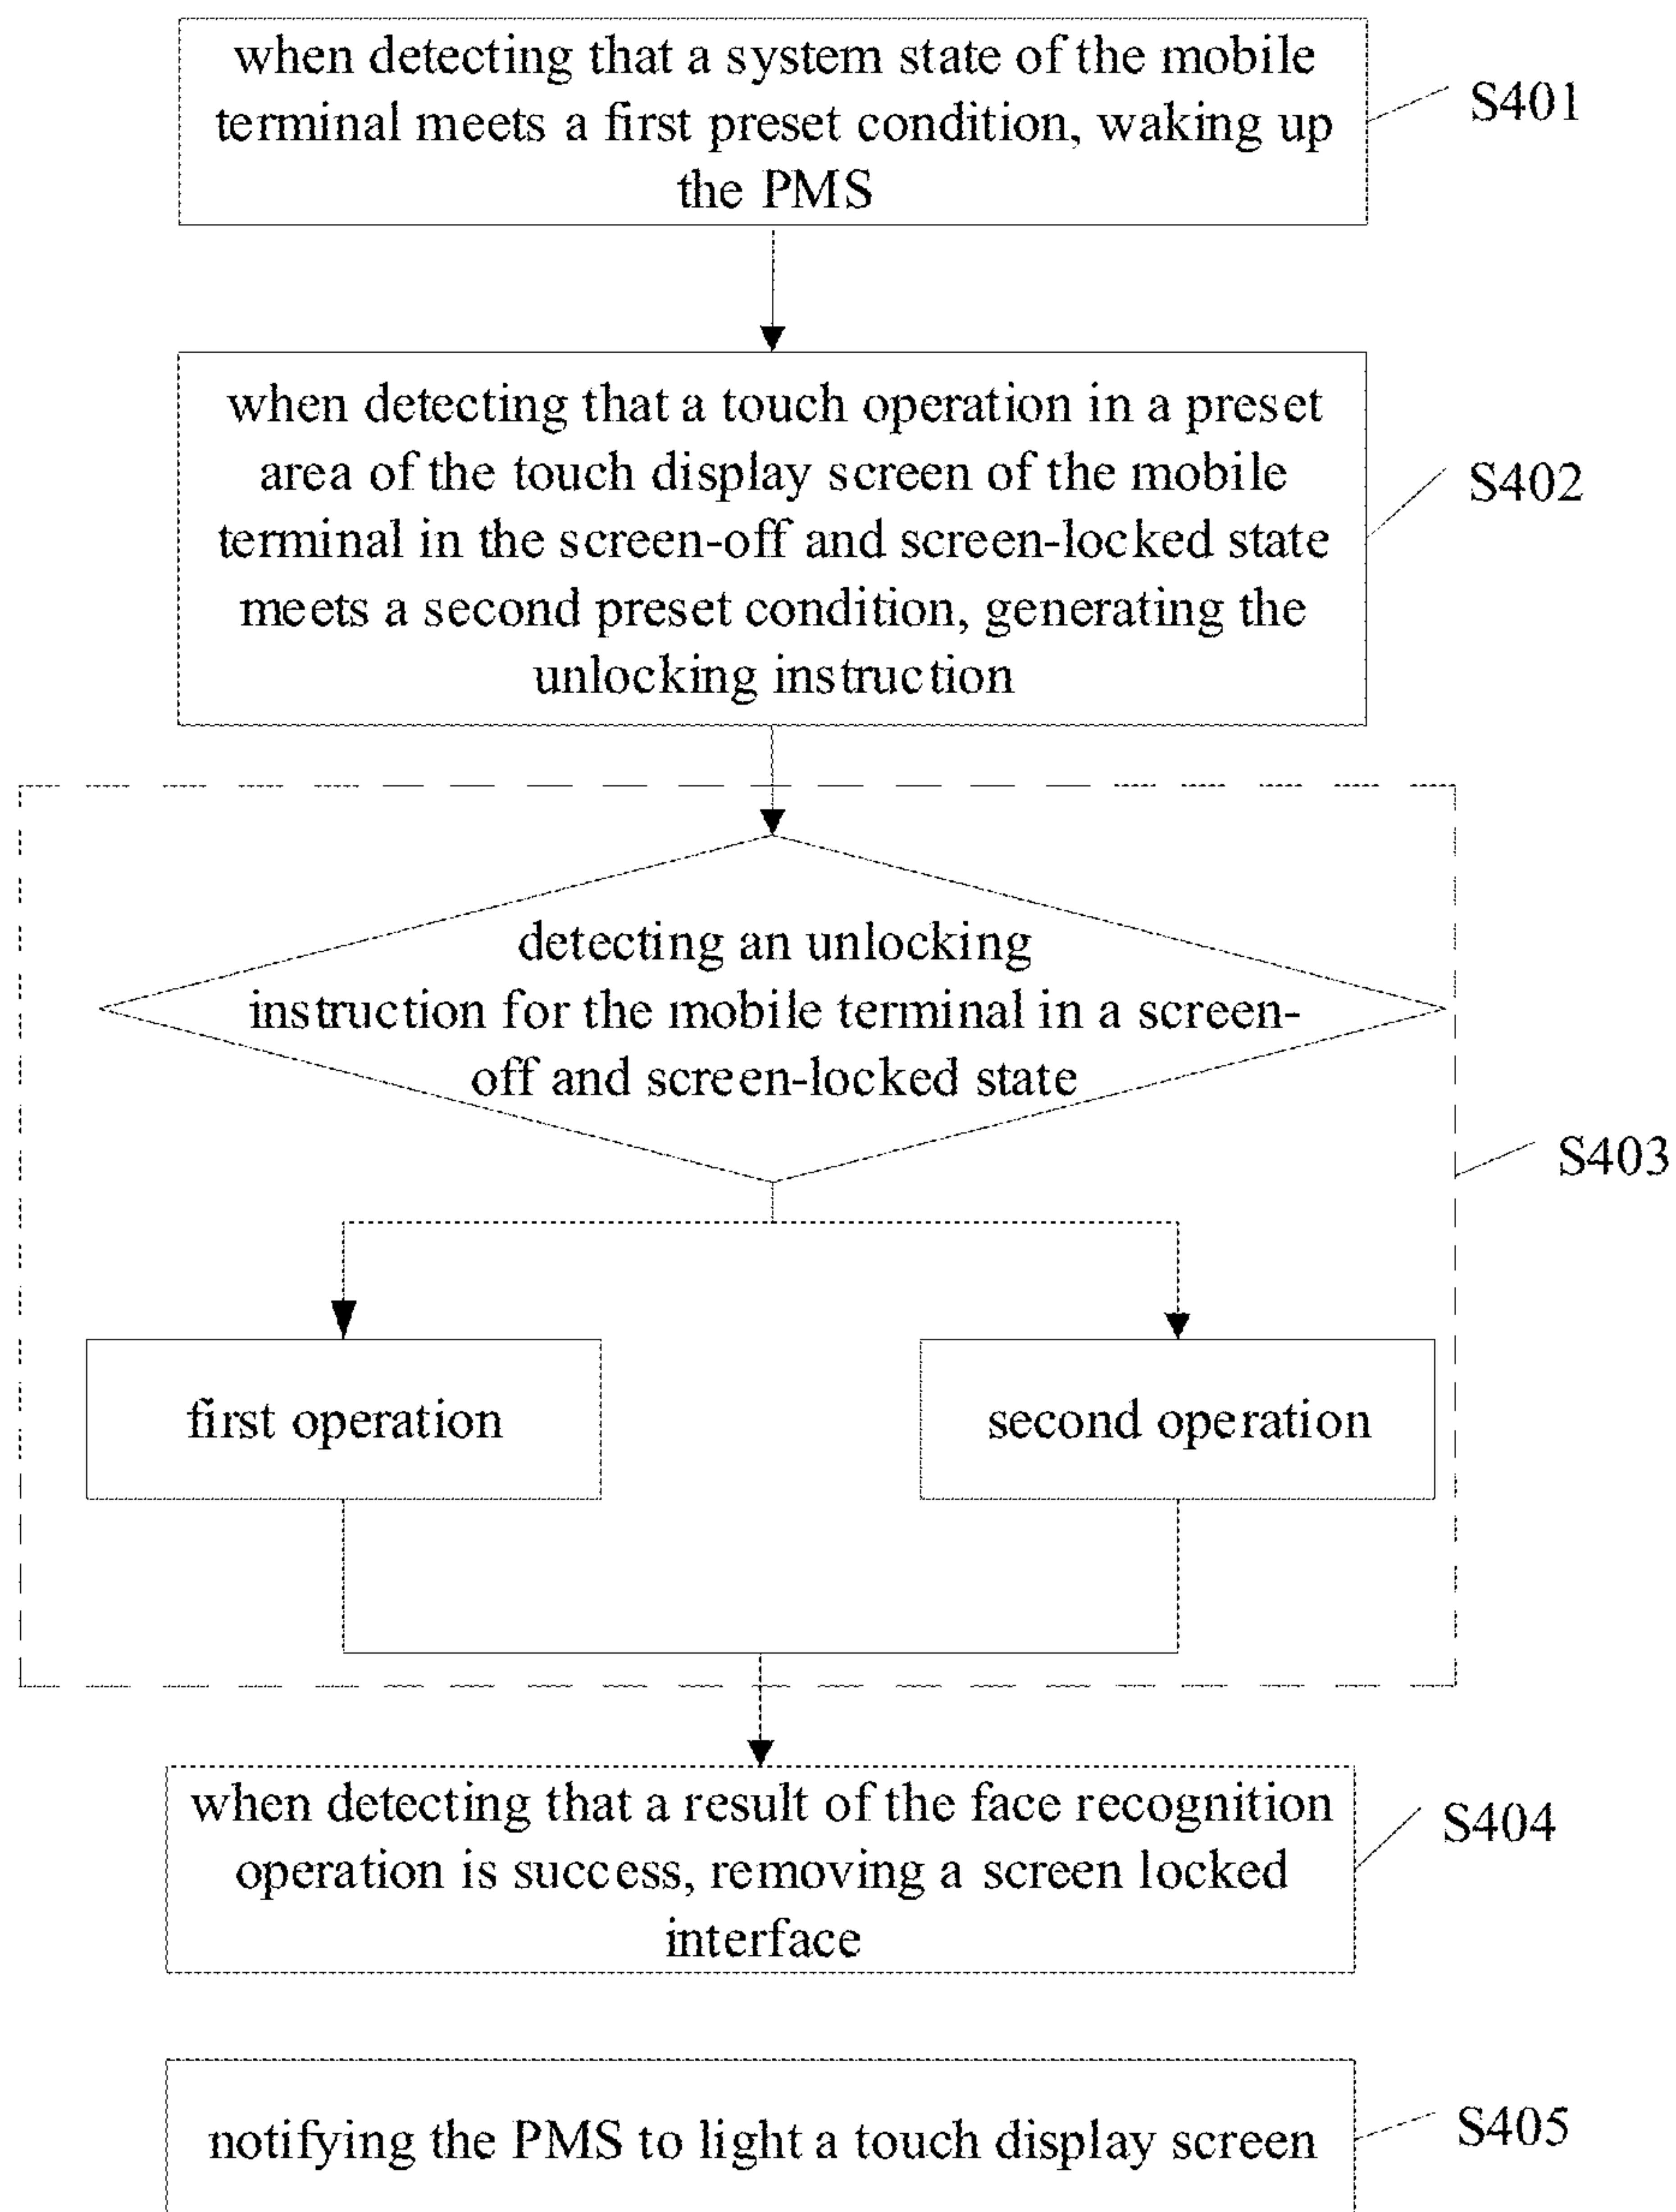 when detecting that a system state of the mobile
terminal meets a first preset condition, waking up
the PMS
S401
when detecting that a touch operation in a preset
area of the touch display screen of the mobile
terminal in the screen-off and screen-locked state
meets a second preset condition, generating the
unlocking instruction
S402
detecting an unlocking
instruction for the mobile terminal in a screen-
off and screen-locked state
S403
first operation
second operation
when detecting that a result of the face recognition
operation is success, removing a screen locked
interface
S404
notifying the PMS to light a touch display screen
S405